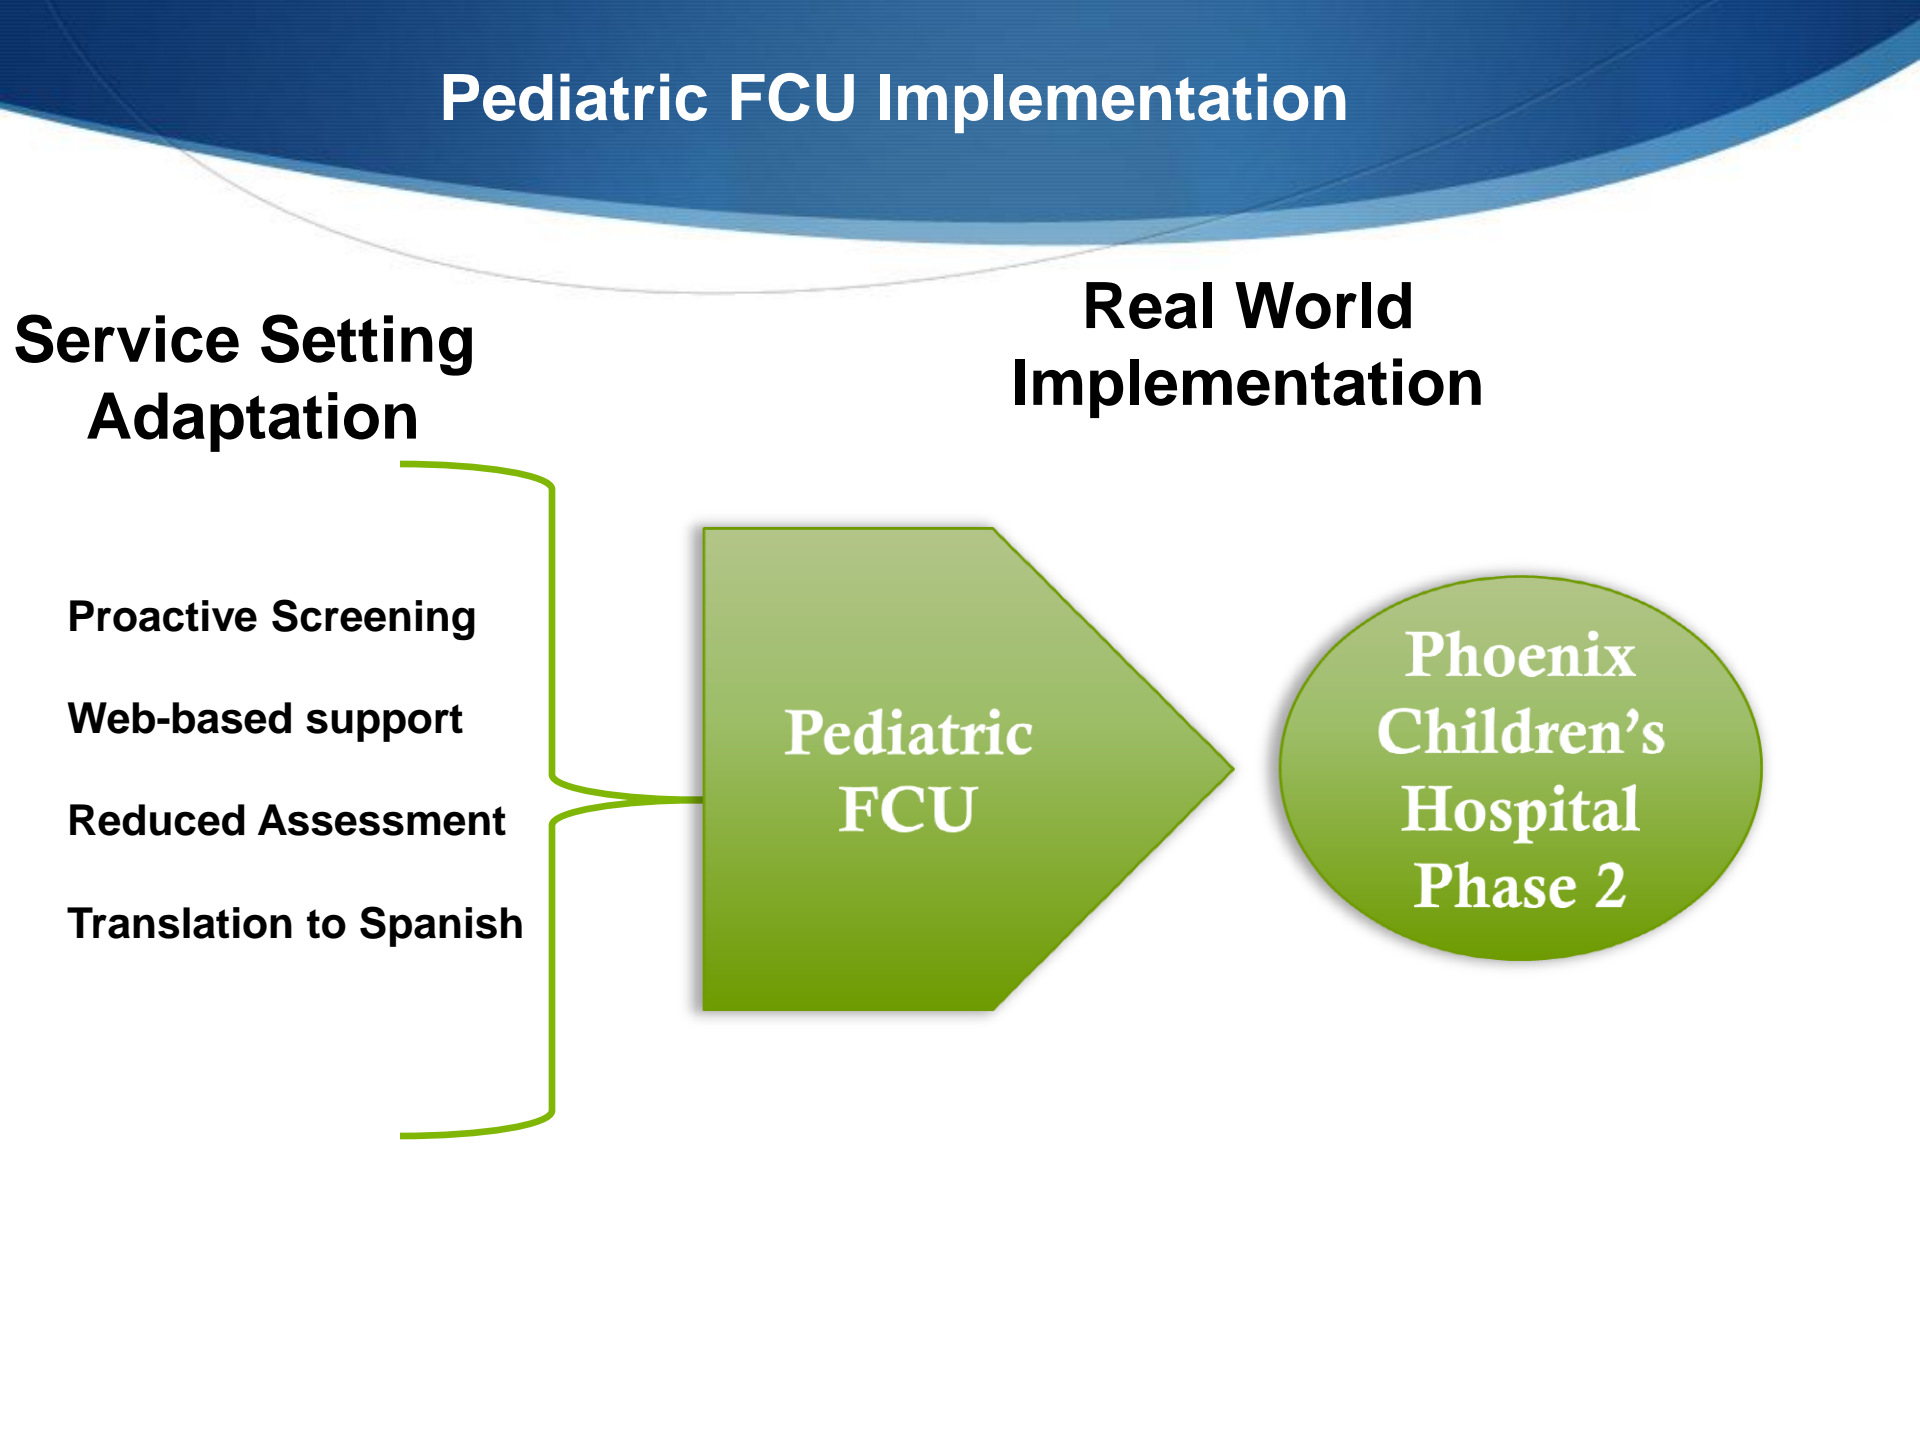 Pediatric FCU Implementation
Service Setting
Adaptation
Proactive Screening
Web-based support
Reduced Assessment
Translation to Spanish
Real World
Implementation
Pediatric
FCU
Phoenix
Children’s
Hospital
Phase 2